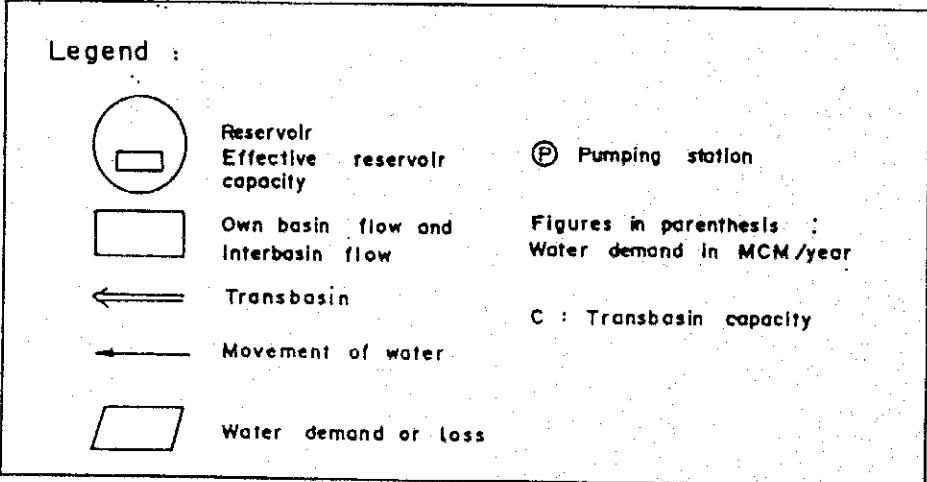 Legend :
Reservoir
Effective reservoir
capacity
Own basin flow and
Interbasin flow
Transbasin
Movement of water
Water demand or Loss
P Pumping station
Figures in parenthesis :
Water demand in MCM/year
C : Transbasin capacity